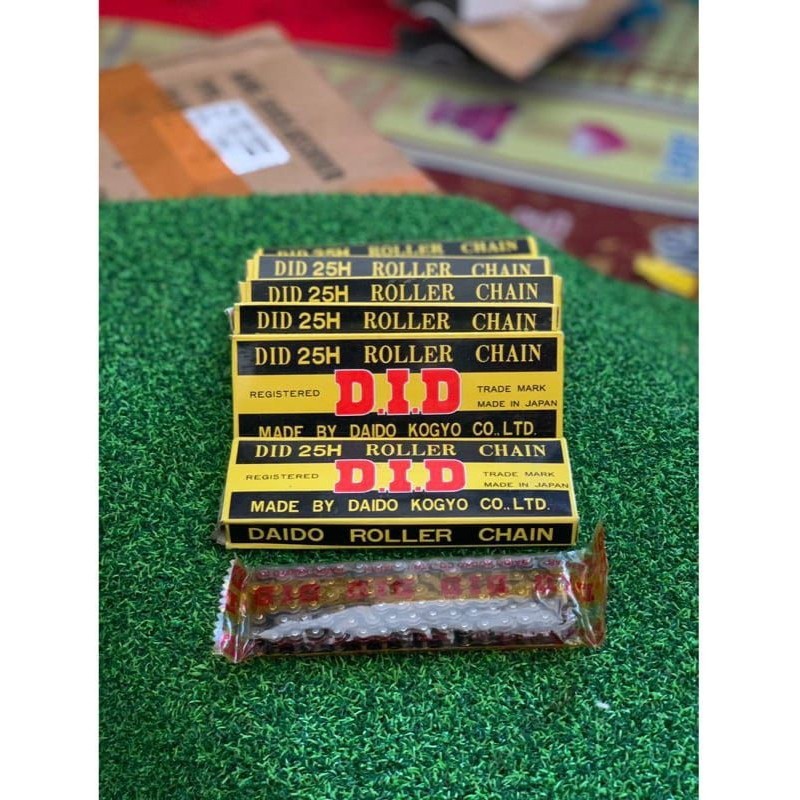 DID 25H ROLLER CHAIN
DID 25H ROLLER CHAIN
DID 25H ROLLER CHAIN
DID 25H ROLLER CHAIN
DID 25H ROLLER CHAIN
REGISTERED D.I.D TRADE MARK
MADE IN JAPAN
MADE BY DAIDO KOGYO CO.,LTD.
DID 25H ROLLER CHAIN
REGISTERED D.I.D TRADE MARK
MADE IN JAPAN
MADE BY DAIDO KOGYO CO.,LTD.
DAIDO ROLLER CHAIN